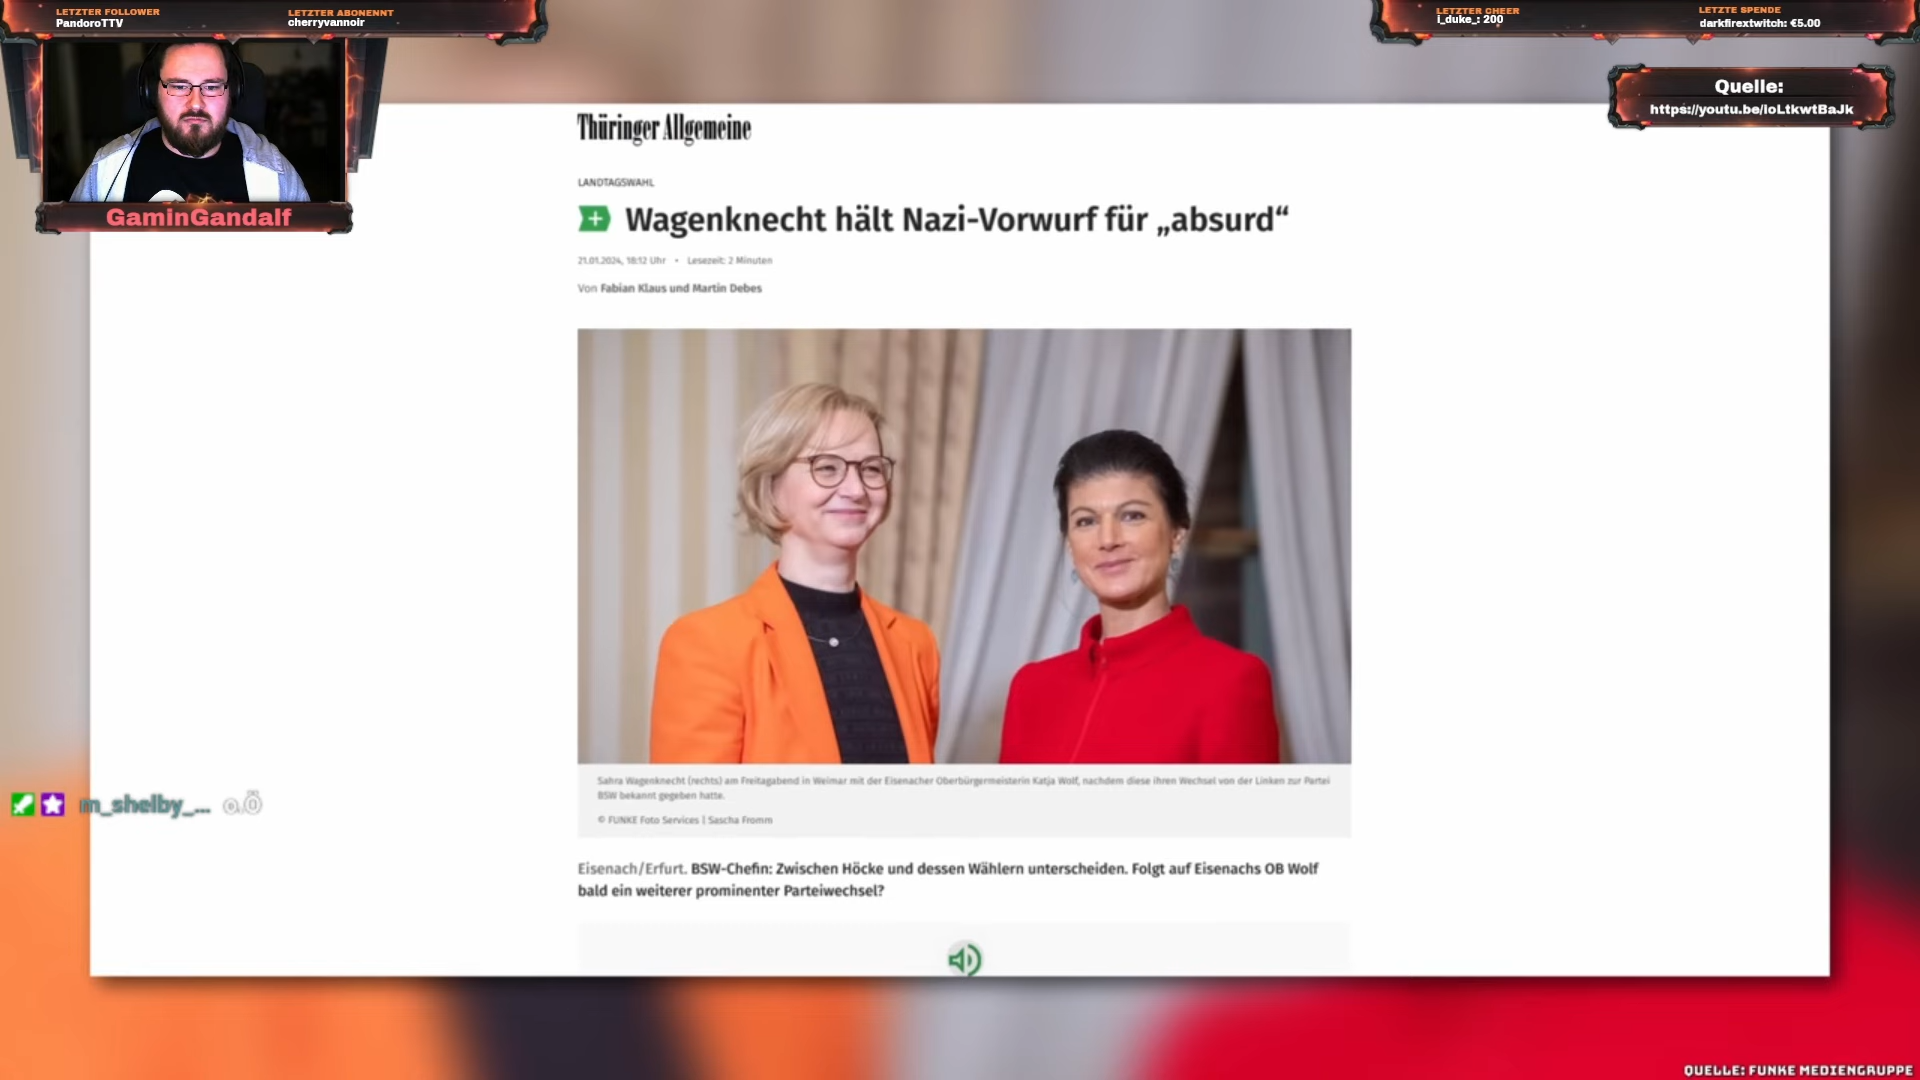 LETZTER FOLLOWER
PandoroTTV
LETZTER ABONENNT
cherryvannoir
LETZTER CHEER
i_duke_: 200
LETZTE SPENDE
darkfirextwitch: €5.00
Quelle:
https://youtu.be/loLtkwtBaJk
GaminGandalf
Thüringer Allgemeine
LANDTAGSWAHL
Wagenknecht hält Nazi-Vorwurf für „absurd“
21.01.2024, 18:12 Uhr • Lesezeit: 2 Minuten
Von Fabian Klaus und Martin Debes
Sahra Wagenknecht (rechts) am Freitagabend in Weimar mit der Eisenacher Oberbürgermeisterin Katja Wolf, nachdem diese ihren Wechsel von der Linken zur Partei
BSW bekannt gegeben hatte.
© FUNKE Foto Services | Sascha Fromm
m_shelby_... o.Ö
Eisenach/Erfurt. BSW-Chefin: Zwischen Höcke und dessen Wählern unterscheiden. Folgt auf Eisenachs OB Wolf
bald ein weiterer prominenter Parteiwechsel?
QUELLE: FUNKE MEDIENGRUPPE